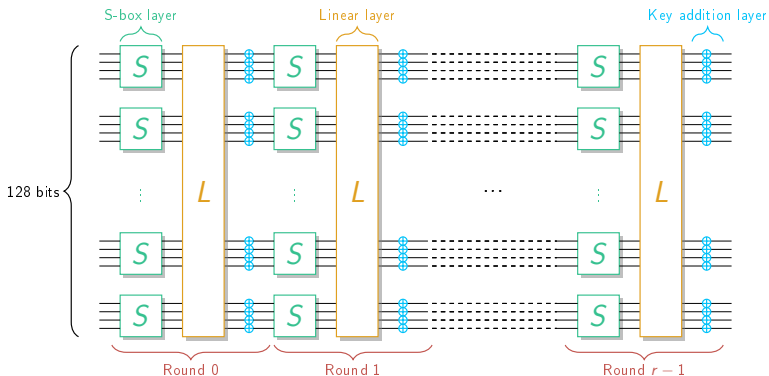 S-box layer Linear layer Key addition layer
S S S
S S S
128 bits ⋮ L ⋮ L ... ⋮ L
S S S
S S S
Round 0 Round 1 Round r − 1